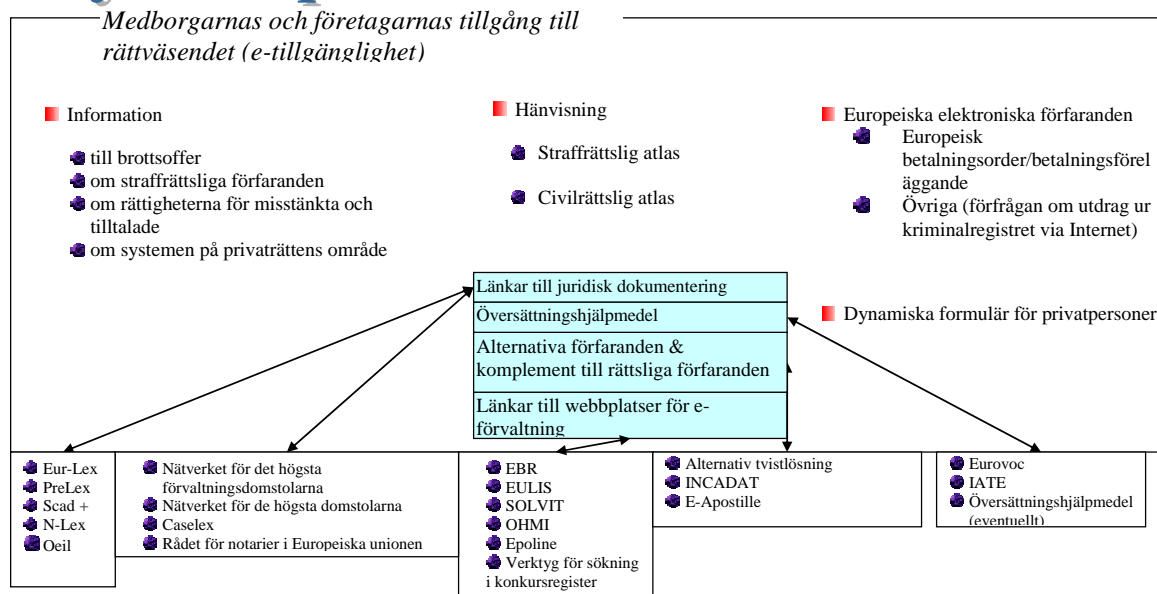 Medborgarnas och företagarnas tillgång till
rättväsendet (e-tillgänglighet)
Information
till brottsoffer
om straffrättsliga förfaranden
om rättigheterna för misstänkta och
tilltalade
om systemen på privaträttens område
Hänvisning
Straffrättslig atlas
Civilrättslig atlas
Europeiska elektroniska förfaranden
Europeisk
betalningsorder/betalningsförel
äggande
Övriga (förfrågan om utdrag ur
kriminalregistret via Internet)
Dynamiska formulär för privatpersoner
Länkar till juridisk dokumentering
Översättningshjälpmedel
Alternativa förfaranden &
komplement till rättsliga förfaranden
Länkar till webbplatser för e-
förvaltning
Eur-Lex
PreLex
Scad +
N-Lex
Oeil
Nätverket för det högsta
förvaltningsdomstolarna
Nätverket för de högsta domstolarna
Caselex
Rådet för notarier i Europeiska unionen
EBR
EULIS
SOLVIT
OHMI
Epoline
Verktyg för sökning
i konkursregister
Alternativ tvistlösning
INCADAT
E-Apostille
Eurovoc
IATE
Översättningshjälpmedel
(eventuellt)